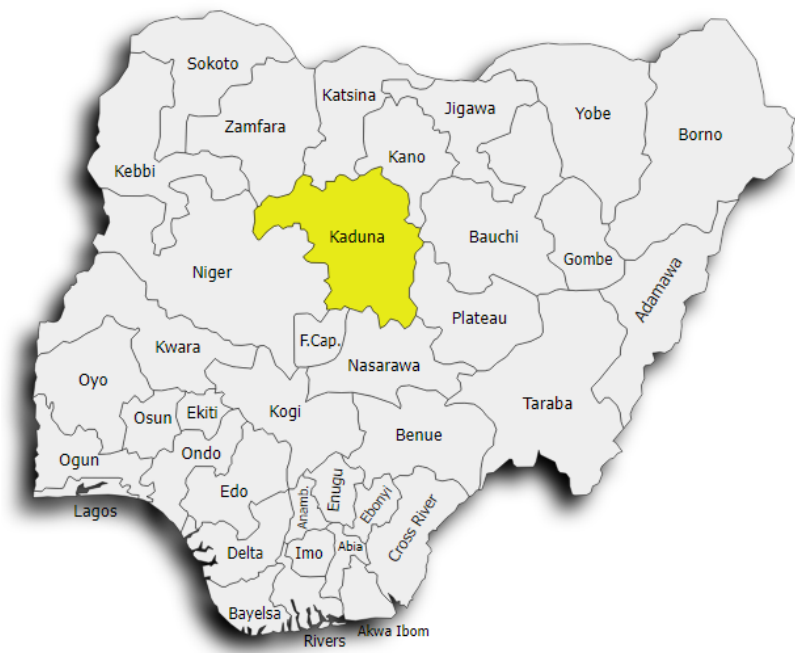 Sokoto
Katsina
Jigawa
Yobe
Borno
Zamfara
Kano
Kebbi
Kaduna
Bauchi
Gombe
Niger
Adamawa
Plateau
F.Cap.
Kwara
Nasarawa
Oyo
Taraba
Osun
Ekiti
Kogi
Benue
Ogun
Ondo
Edo
Anamb.
Enugu
Ebonyi
Cross River
Lagos
Delta
Imo
Abia
Bayelsa
Rivers
Akwa Ibom